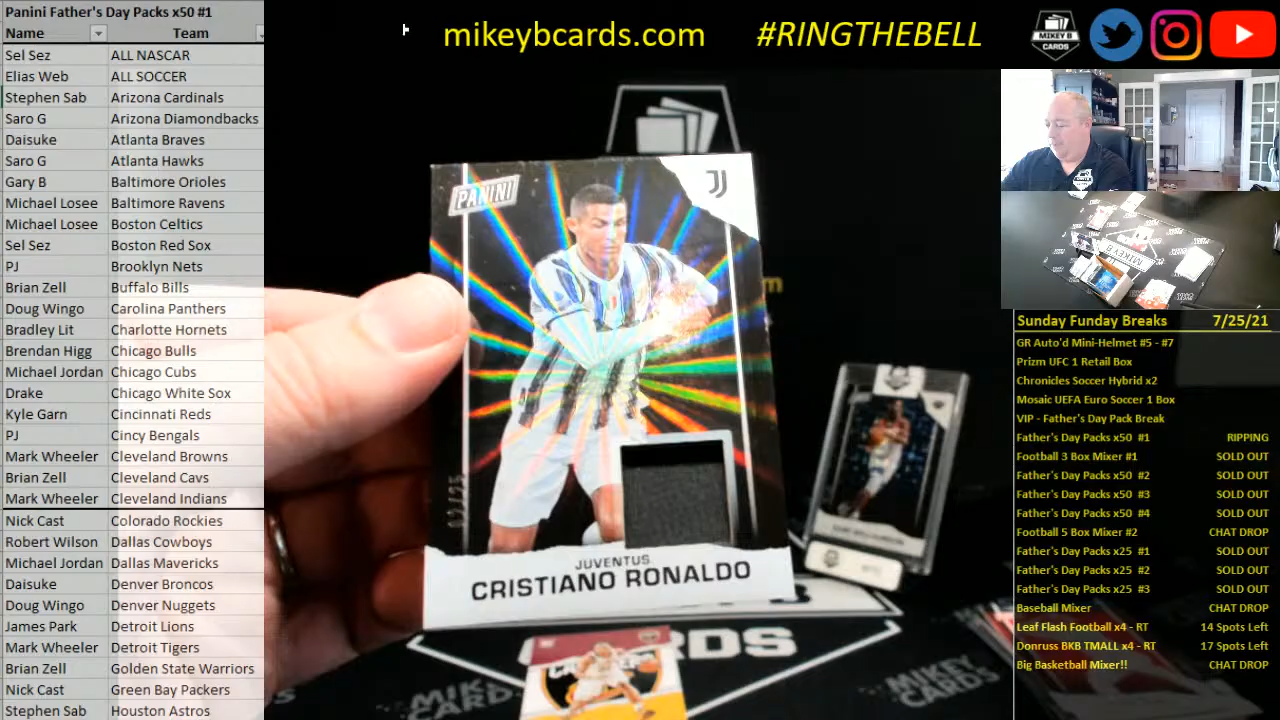 Panini Father's Day Packs x50 #1
Name Team
Sel Sez ALL NASCAR
Elias Web ALL SOCCER
Stephen Sab Arizona Cardinals
Saro G Arizona Diamondbacks
Daisuke Atlanta Braves
Saro G Atlanta Hawks
Gary B Baltimore Orioles
Michael Losee Baltimore Ravens
Michael Losee Boston Celtics
Sel Sez Boston Red Sox
PJ Brooklyn Nets
Brian Zell Buffalo Bills
Doug Wingo Carolina Panthers
Bradley Lit Charlotte Hornets
Brendan Higg Chicago Bulls
Michael Jordan Chicago Cubs
Drake Chicago White Sox
Kyle Garn Cincinnati Reds
PJ Cincy Bengals
Mark Wheeler Cleveland Browns
Brian Zell Cleveland Cavs
Mark Wheeler Cleveland Indians
Nick Cast Colorado Rockies
Robert Wilson Dallas Cowboys
Michael Jordan Dallas Mavericks
Daisuke Denver Broncos
Doug Wingo Denver Nuggets
James Park Detroit Lions
Mark Wheeler Detroit Tigers
Brian Zell Golden State Warriors
Nick Cast Green Bay Packers
Stephen Sab Houston Astros
mikeybcards.com #RINGTHEBELL
MIKEY B
CARDS
PANINI
JUVENTUS
CRISTIANO RONALDO
CARDS
MIKEY
CARDS
Sunday Funday Breaks 7/25/21
GR Auto'd Mini-Helmet #5 - #7
Prizm UFC 1 Retail Box
Chronicles Soccer Hybrid x2
Mosaic UEFA Euro Soccer 1 Box
VIP - Father's Day Pack Break
Father's Day Packs x50 #1 RIPPING
Football 3 Box Mixer #1 SOLD OUT
Father's Day Packs x50 #2 SOLD OUT
Father's Day Packs x50 #3 SOLD OUT
Father's Day Packs x50 #4 SOLD OUT
Football 5 Box Mixer #2 CHAT DROP
Father's Day Packs x25 #1 SOLD OUT
Father's Day Packs x25 #2 SOLD OUT
Father's Day Packs x25 #3 SOLD OUT
Baseball Mixer CHAT DROP
Leaf Flash Football x4 - RT 14 Spots Left
Donruss BKB TMALL x4 - RT 17 Spots Left
Big Basketball Mixer!! CHAT DROP